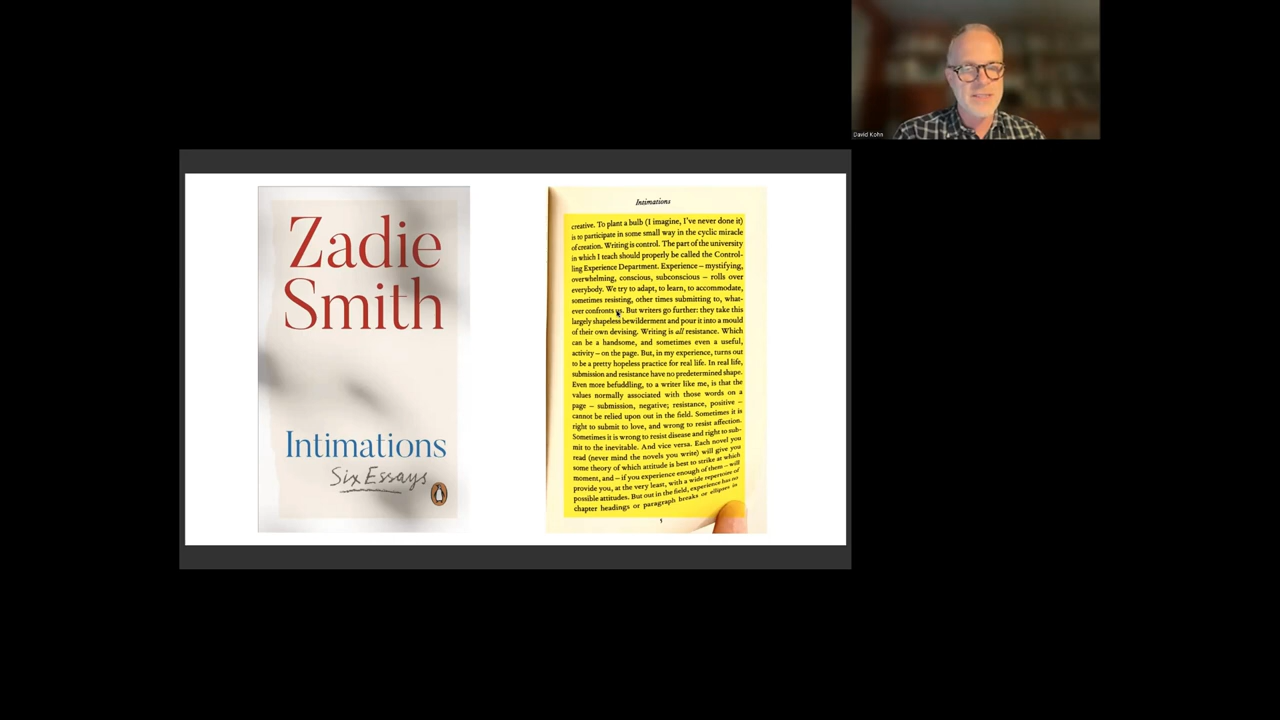 David Kohn
Zadie
Smith
Intimations
Six Essays
Intimations
creative. To plant a bulb (I imagine, I've never done it)
is to participate in some small way in the cyclic miracle
of creation. Writing is control. The part of the university
in which I teach should properly be called the Control-
ling Experience Department. Experience – mystifying,
overwhelming, conscious, subconscious – rolls over
everybody. We try to adapt, to learn, to accommodate,
sometimes resisting, other times submitting to, what-
ever confronts us. But writers go further: they take this
largely shapeless bewilderment and pour it into a mould
of their own devising. Writing is all resistance. Which
can be a handsome, and sometimes even a useful,
activity – on the page. But, in my experience, turns out
to be a pretty hopeless practice for real life. In real life,
submission and resistance have no predetermined shape.
Even more befuddling, to a writer like me, is that the
values normally associated with those words on a
page – submission, negative; resistance, positive –
cannot be relied upon out in the field. Sometimes it is
right to submit to love, and wrong to resist affection.
Sometimes it is wrong to resist disease and right to sub-
mit to the inevitable. And vice versa. Each novel you
read (never mind the novels you write) will give you
some theory of which attitude is best to strike at which
moment, and – if you experience enough of them – will
provide you, at the very least, with a wide repertoire of
possible attitudes. But out in the field, experience has no
chapter headings or paragraph breaks or ellipses in
5